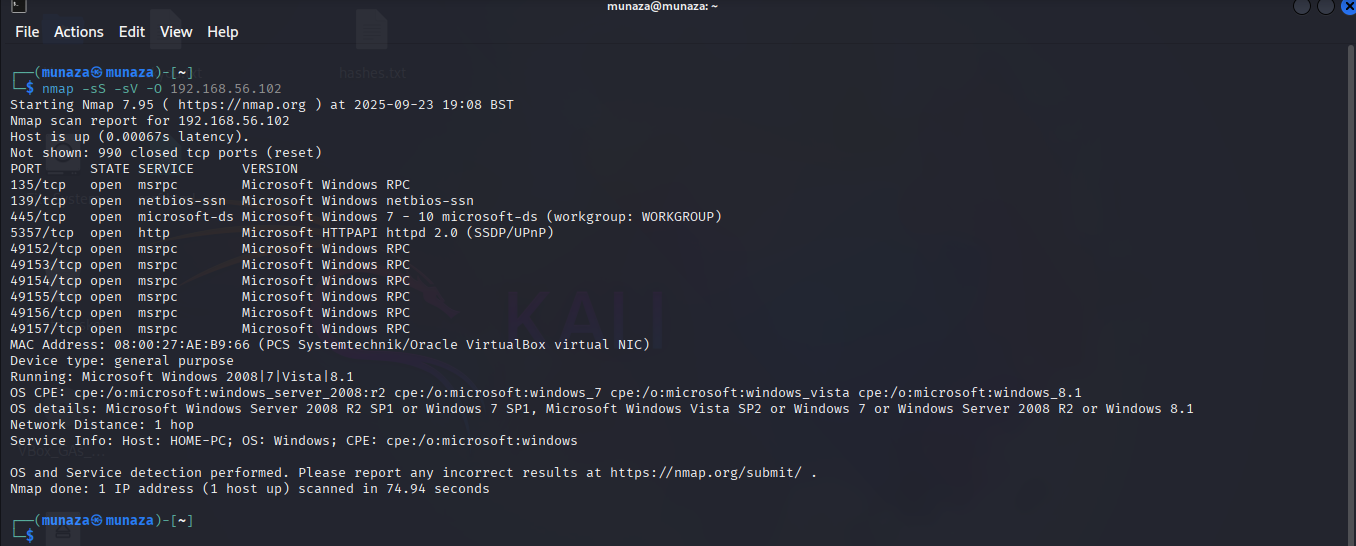 munaza@munaza: ~
File Actions Edit View Help
hashes.txt
┌──(munaza㉿munaza)-[~]
└─$ nmap -sS -sV -O 192.168.56.102
Starting Nmap 7.95 ( https://nmap.org ) at 2025-09-23 19:08 BST
Nmap scan report for 192.168.56.102
Host is up (0.00067s latency).
Not shown: 990 closed tcp ports (reset)
PORT      STATE SERVICE      VERSION
135/tcp   open  msrpc        Microsoft Windows RPC
139/tcp   open  netbios-ssn  Microsoft Windows netbios-ssn
445/tcp   open  microsoft-ds Microsoft Windows 7 - 10 microsoft-ds (workgroup: WORKGROUP)
5357/tcp  open  http         Microsoft HTTPAPI httpd 2.0 (SSDP/UPnP)
49152/tcp open  msrpc        Microsoft Windows RPC
49153/tcp open  msrpc        Microsoft Windows RPC
49154/tcp open  msrpc        Microsoft Windows RPC
49155/tcp open  msrpc        Microsoft Windows RPC
49156/tcp open  msrpc        Microsoft Windows RPC
49157/tcp open  msrpc        Microsoft Windows RPC
KALI
MAC Address: 08:00:27:AE:B9:66 (PCS Systemtechnik/Oracle VirtualBox virtual NIC)
Device type: general purpose
Running: Microsoft Windows 2008|7|Vista|8.1
OS CPE: cpe:/o:microsoft:windows_server_2008:r2 cpe:/o:microsoft:windows_7 cpe:/o:microsoft:windows_vista cpe:/o:microsoft:windows_8.1
OS details: Microsoft Windows Server 2008 R2 SP1 or Windows 7 SP1, Microsoft Windows Vista SP2 or Windows 7 or Windows Server 2008 R2 or Windows 8.1
Network Distance: 1 hop
Service Info: Host: HOME-PC; OS: Windows; CPE: cpe:/o:microsoft:windows
VBox_GAs_...
OS and Service detection performed. Please report any incorrect results at https://nmap.org/submit/ .
Nmap done: 1 IP address (1 host up) scanned in 74.94 seconds
┌──(munaza㉿munaza)-[~]
└─$